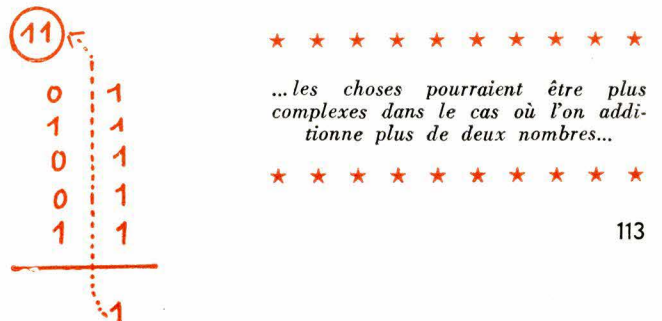 11
0 1
1 1
0 1
0 1
1 1
1
...les choses pourraient être plus
complexes dans le cas où l'on addi-
tionne plus de deux nombres...
113